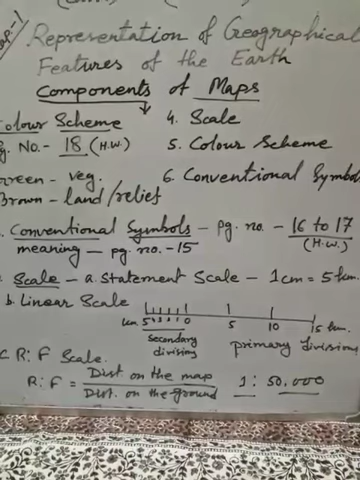 Representation of Geographical
Features of the Earth
Components of Maps
Colour Scheme
4. Scale
Pg. No.- 18 (H.W.)
5. Colour Scheme
Green - veg.
6. Conventional Symbols
Brown - land/relief
Conventional Symbols - Pg. no. - 16 to 17
meaning - pg. no. - 15
(H.W.)
Scale - a. Statement Scale - 1cm = 5 km.
b. Linear Scale
km 5 0 5 10 15 km.
secondary
division
primary division
c R:F Scale.
R:F = Dist on the map
Dist. on the ground
1 : 50,000